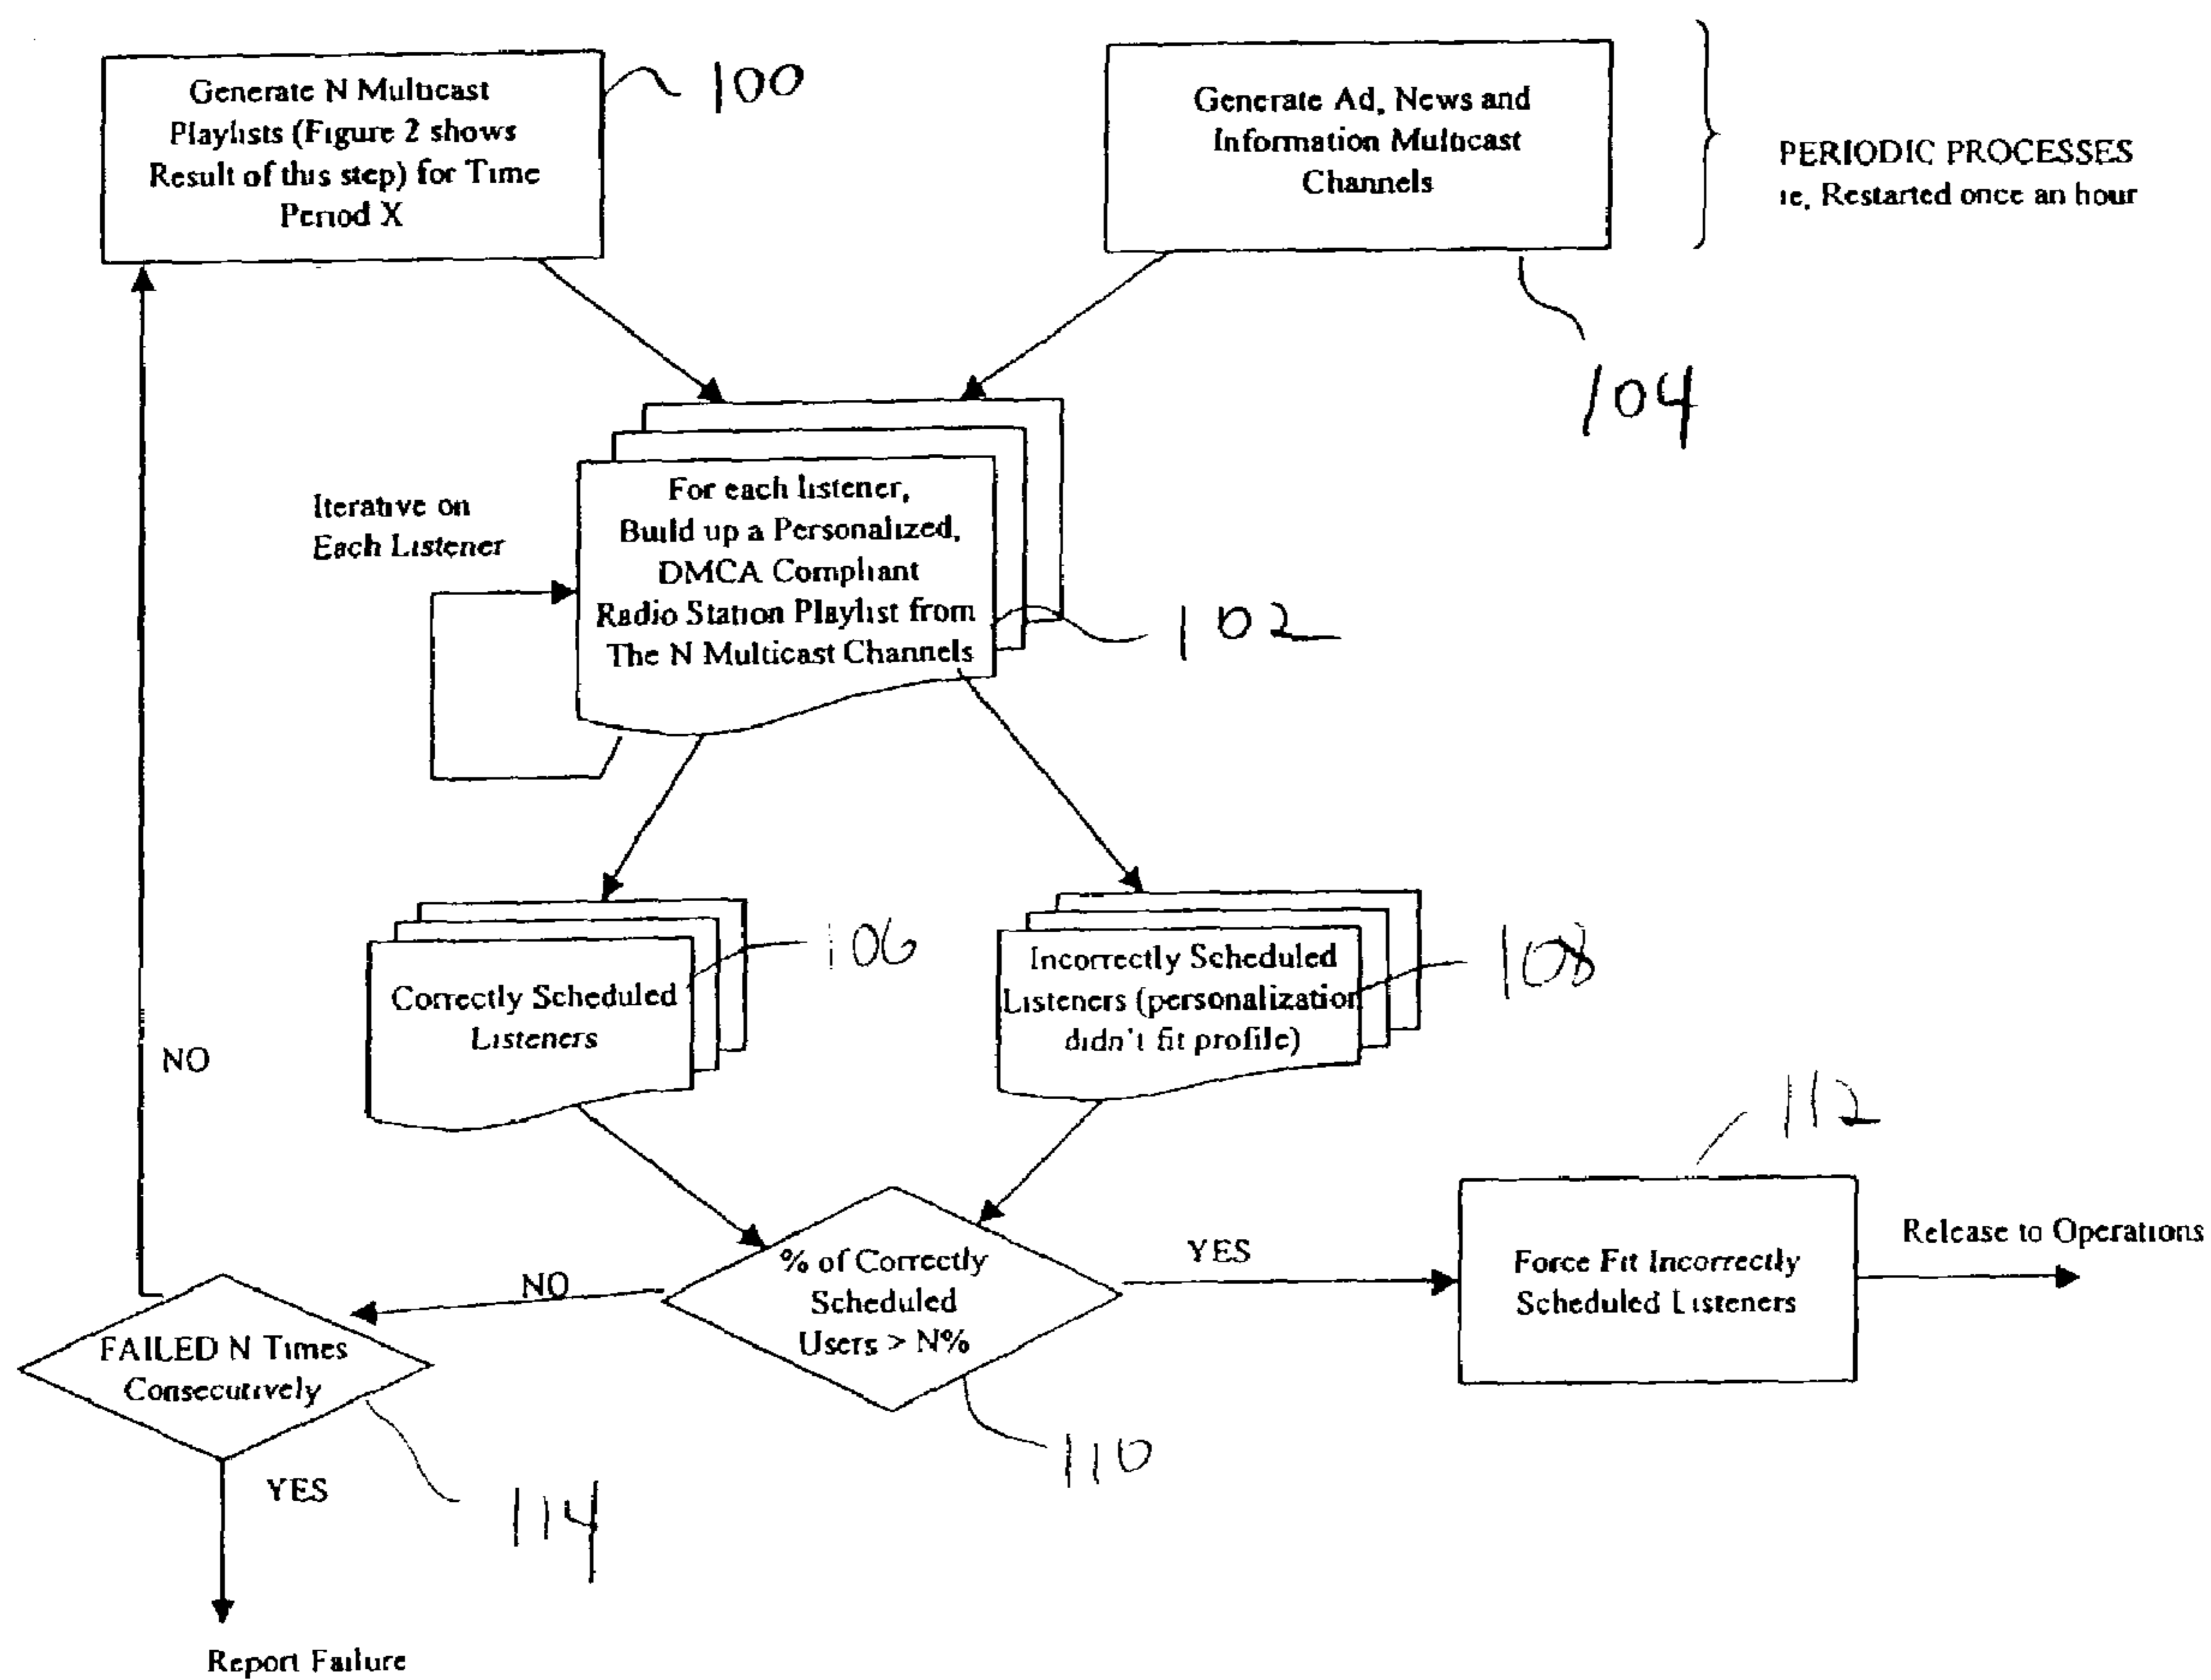 Generate N Multicast
Playlists (Figure 2 shows
Result of this step) for Time
Period X
100
Generate Ad, News and
Information Multicast
Channels
PERIODIC PROCESSES
ie, Restarted once an hour
104
Iterative on
Each Listener
For each listener,
Build up a Personalized,
DMCA Compliant
Radio Station Playlist from
The N Multicast Channels
102
Correctly Scheduled
Listeners
106
Incorrectly Scheduled
Listeners (personalization
didn't fit profile)
108
NO
112
% of Correctly
Scheduled
Users > N%
YES
Force Fit Incorrectly
Scheduled Listeners
Release to Operations
NO
FAILED N Times
Consecutively
110
YES
114
Report Failure